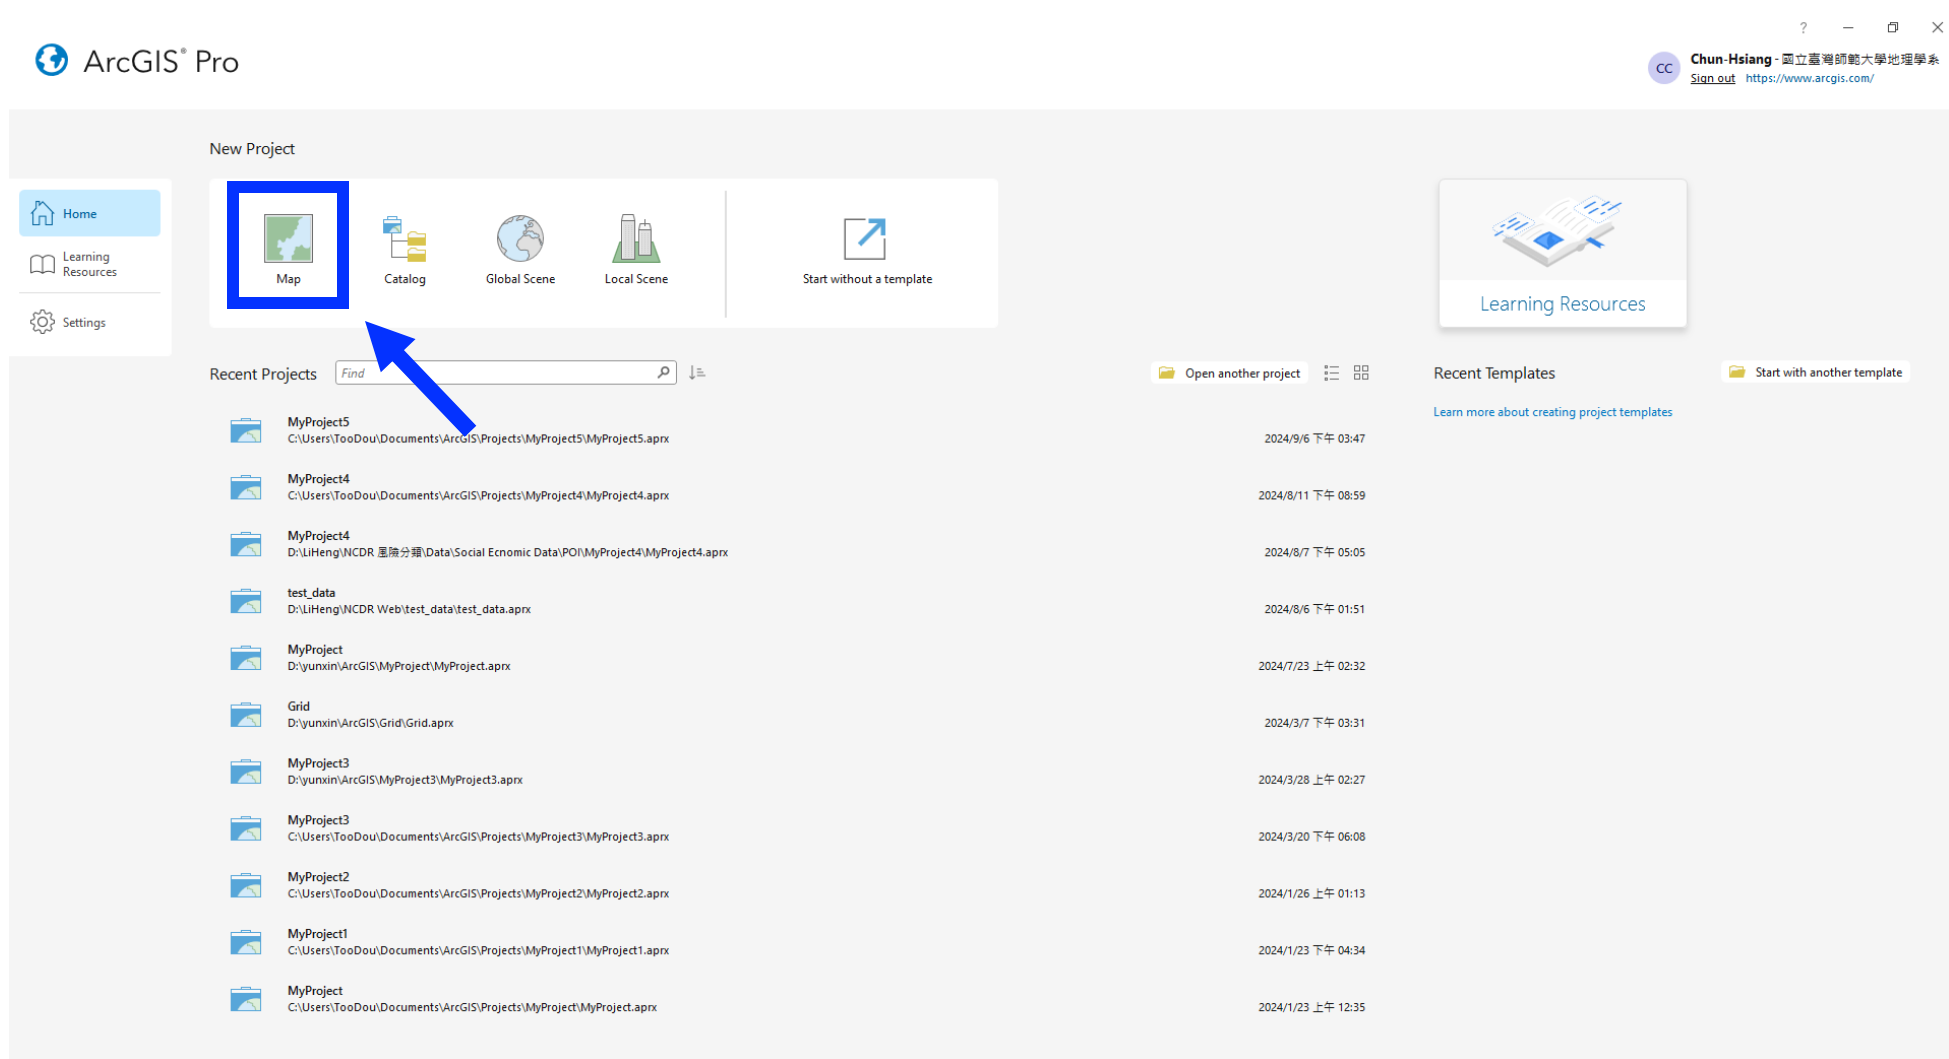 ?
ArcGIS® Pro
CC
Chun-Hsiang - 國立臺灣師範大學地理學系
Sign out https://www.arcgis.com/
New Project
Home
Learning
Resources
Settings
Map
Catalog
Global Scene
Local Scene
Start without a template
Learning Resources
Recent Projects
Find
Open another project
Recent Templates
Start with another template
Learn more about creating project templates
MyProject5
C:\Users\TooDou\Documents\ArcGIS\Projects\MyProject5\MyProject5.aprx
2024/9/6 下午 03:47
MyProject4
C:\Users\TooDou\Documents\ArcGIS\Projects\MyProject4\MyProject4.aprx
2024/8/11 下午 08:59
MyProject4
D:\LiHeng\NCDR 風險分類\Data\Social Ecnomic Data\POI\MyProject4\MyProject4.aprx
2024/8/7 下午 05:05
test_data
D:\LiHeng\NCDR Web\test_data\test_data.aprx
2024/8/6 下午 01:51
MyProject
D:\yunxin\ArcGIS\MyProject\MyProject.aprx
2024/7/23 上午 02:32
Grid
D:\yunxin\ArcGIS\Grid\Grid.aprx
2024/3/7 下午 03:31
MyProject3
D:\yunxin\ArcGIS\MyProject3\MyProject3.aprx
2024/3/28 上午 02:27
MyProject3
C:\Users\TooDou\Documents\ArcGIS\Projects\MyProject3\MyProject3.aprx
2024/3/20 下午 06:08
MyProject2
C:\Users\TooDou\Documents\ArcGIS\Projects\MyProject2\MyProject2.aprx
2024/1/26 上午 01:13
MyProject1
C:\Users\TooDou\Documents\ArcGIS\Projects\MyProject1\MyProject1.aprx
2024/1/23 下午 04:34
MyProject
C:\Users\TooDou\Documents\ArcGIS\Projects\MyProject\MyProject.aprx
2024/1/23 上午 12:35